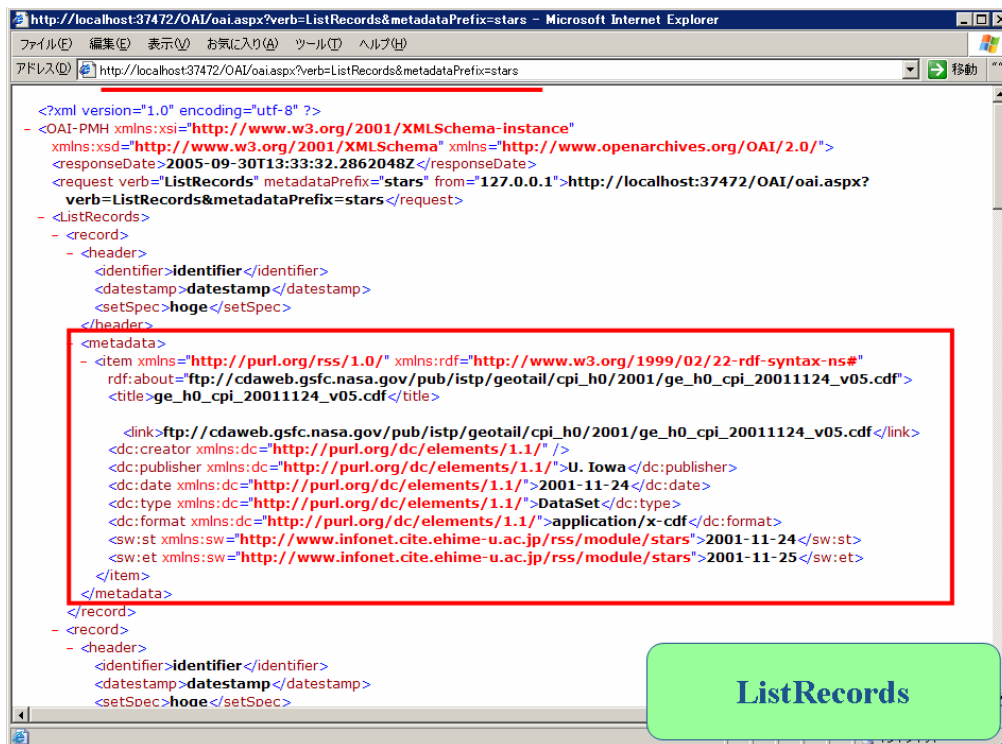 http://localhost:37472/OAI/oai.aspx?verb=ListRecords&metadataPrefix=stars - Microsoft Internet Explorer
ファイル(F) 編集(E) 表示(V) お気に入り(A) ツール(T) ヘルプ(H)
アドレス(D) http://localhost:37472/OAI/oai.aspx?verb=ListRecords&metadataPrefix=stars 移動
<?xml version="1.0" encoding="utf-8" ?>
- <OAI-PMH xmlns:xsi="http://www.w3.org/2001/XMLSchema-instance"
xmlns:xsd="http://www.w3.org/2001/XMLSchema" xmlns="http://www.openarchives.org/OAI/2.0/">
<responseDate>2005-09-30T13:33:32.2862048Z</responseDate>
<request verb="ListRecords" metadataPrefix="stars" from="127.0.0.1">http://localhost:37472/OAI/oai.aspx?
verb=ListRecords&metadataPrefix=stars</request>
- <ListRecords>
- <record>
- <header>
<identifier>identifier</identifier>
<datestamp>datestamp</datestamp>
<setSpec>hoge</setSpec>
</header>
- <metadata>
- <item xmlns="http://purl.org/rss/1.0/" xmlns:rdf="http://www.w3.org/1999/02/22-rdf-syntax-ns#"
rdf:about="ftp://cdaweb.gsfc.nasa.gov/pub/istp/geotail/cpi_h0/2001/ge_h0_cpi_20011124_v05.cdf">
<title>ge_h0_cpi_20011124_v05.cdf</title>
<link>ftp://cdaweb.gsfc.nasa.gov/pub/istp/geotail/cpi_h0/2001/ge_h0_cpi_20011124_v05.cdf</link>
<dc:creator xmlns:dc="http://purl.org/dc/elements/1.1/" />
<dc:publisher xmlns:dc="http://purl.org/dc/elements/1.1/">U. Iowa</dc:publisher>
<dc:date xmlns:dc="http://purl.org/dc/elements/1.1/">2001-11-24</dc:date>
<dc:type xmlns:dc="http://purl.org/dc/elements/1.1/">DataSet</dc:type>
<dc:format xmlns:dc="http://purl.org/dc/elements/1.1/">application/x-cdf</dc:format>
<sw:st xmlns:sw="http://www.infonet.cite.ehime-u.ac.jp/rss/module/stars">2001-11-24</sw:st>
<sw:et xmlns:sw="http://www.infonet.cite.ehime-u.ac.jp/rss/module/stars">2001-11-25</sw:et>
</item>
</metadata>
</record>
- <record>
- <header>
<identifier>identifier</identifier>
<datestamp>datestamp</datestamp>
<setSpec>hoge</setSpec>
ListRecords